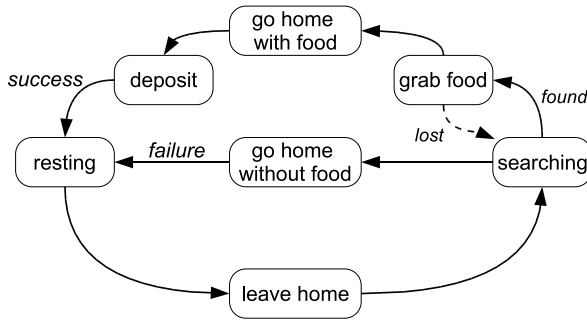 go home
with food
success
deposit
grab food
found
lost
resting
failure
go home
without food
searching
leave home